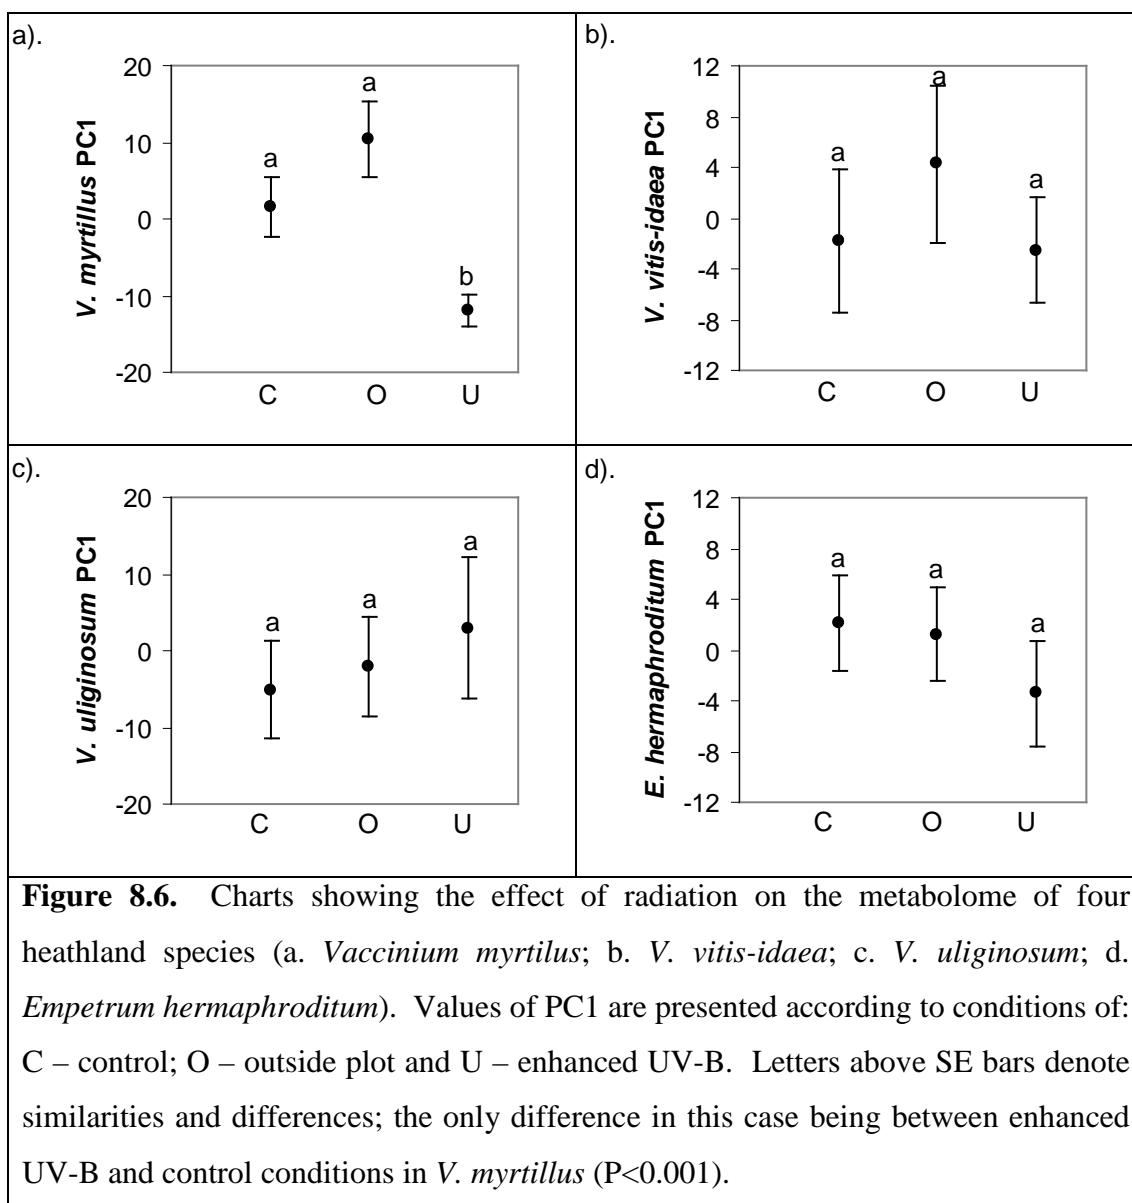 a).
20
10
0
-10
-20
V. myrtillus PC1
a
a
b
C O U
b).
12
8
4
0
-4
-8
-12
V. vitis-idaea PC1
a
a
a
C O U
c).
20
10
0
-10
-20
V. uliginosum PC1
a
a
a
C O U
d).
12
8
4
0
-4
-8
-12
E. hermaphroditum PC1
a
a
a
C O U
Figure 8.6. Charts showing the effect of radiation on the metabolome of four
heathland species (a. Vaccinium myrtilus; b. V. vitis-idaea; c. V. uliginosum; d.
Empetrum hermaphroditum). Values of PC1 are presented according to conditions of:
C – control; O – outside plot and U – enhanced UV-B. Letters above SE bars denote
similarities and differences; the only difference in this case being between enhanced
UV-B and control conditions in V. myrtillus (P<0.001).